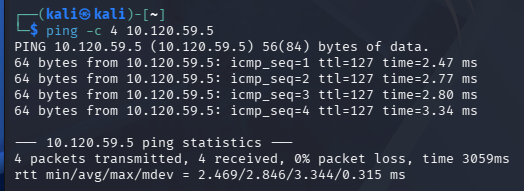 ┌──(kali㉿kali)-[~]
└─$ ping -c 4 10.120.59.5
PING 10.120.59.5 (10.120.59.5) 56(84) bytes of data.
64 bytes from 10.120.59.5: icmp_seq=1 ttl=127 time=2.47 ms
64 bytes from 10.120.59.5: icmp_seq=2 ttl=127 time=2.77 ms
64 bytes from 10.120.59.5: icmp_seq=3 ttl=127 time=2.80 ms
64 bytes from 10.120.59.5: icmp_seq=4 ttl=127 time=3.34 ms

--- 10.120.59.5 ping statistics ---
4 packets transmitted, 4 received, 0% packet loss, time 3059ms
rtt min/avg/max/mdev = 2.469/2.846/3.344/0.315 ms